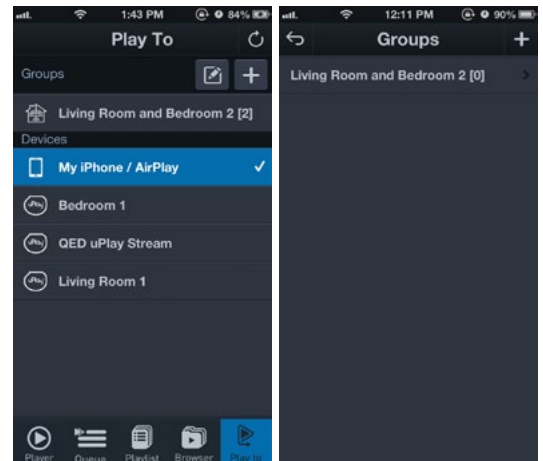 1:43 PM 84%
Play To
Groups
Living Room and Bedroom 2 [2]
Devices
My iPhone / AirPlay
Bedroom 1
QED uPlay Stream
Living Room 1
Player Queue Playlist Browser Play to
12:11 PM 90%
Groups
Living Room and Bedroom 2 [0]